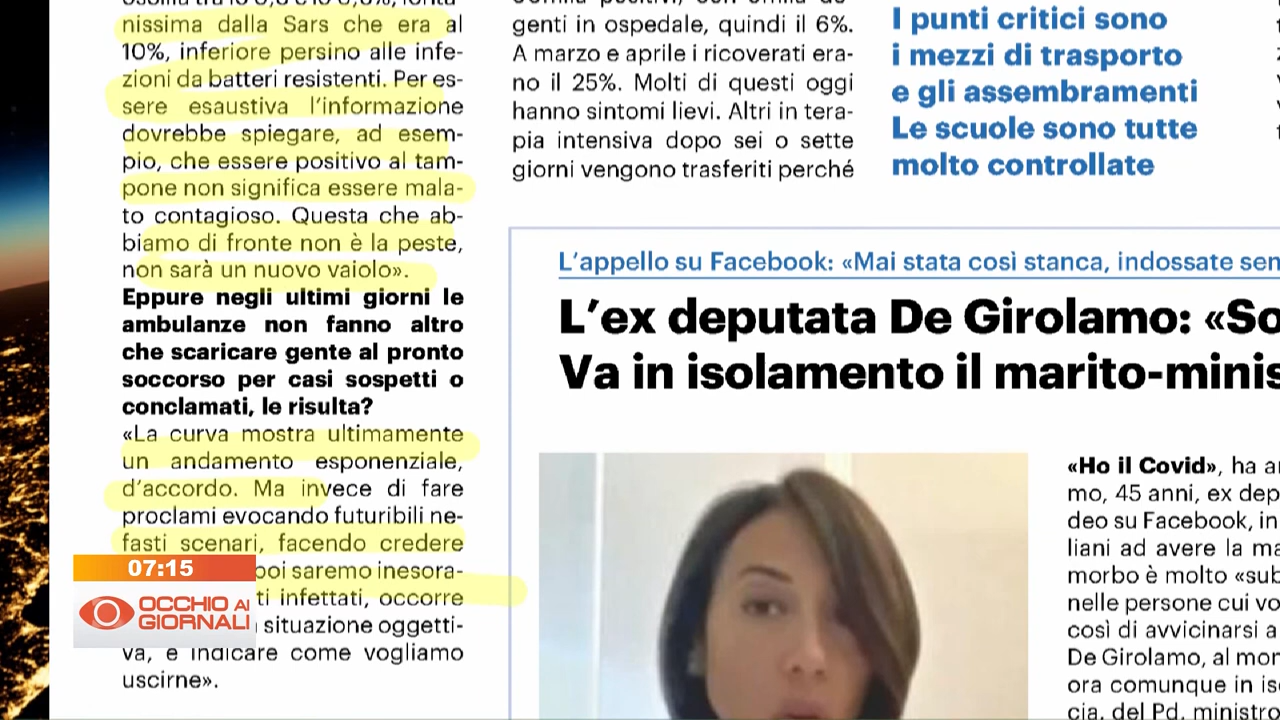 nissima dalla Sars che era al
10%, inferiore persino alle infe-
zioni da batteri resistenti. Per es-
sere esaustiva l'informazione
dovrebbe spiegare, ad esem-
pio, che essere positivo al tam-
pone non significa essere mala-
to contagioso. Questa che ab-
biamo di fronte non è la peste,
non sarà un nuovo vaiolo».
Eppure negli ultimi giorni le
ambulanze non fanno altro
che scaricare gente al pronto
soccorso per casi sospetti o
conclamati, le risulta?
«La curva mostra ultimamente
un andamento esponenziale,
d'accordo. Ma invece di fare
proclami evocando futuribili ne-
fasti scenari, facendo credere
poi saremo inesora-
ti infettati, occorre
situazione oggetti-
va, e indicare come vogliamo
uscirne».
genti in ospedale, quindi il 6%.
A marzo e aprile i ricoverati era-
no il 25%. Molti di questi oggi
hanno sintomi lievi. Altri in tera-
pia intensiva dopo sei o sette
giorni vengono trasferiti perché
I punti critici sono
i mezzi di trasporto
e gli assembramenti
Le scuole sono tutte
molto controllate
L'appello su Facebook: «Mai stata così stanca, indossate sen
L'ex deputata De Girolamo: «So
Va in isolamento il marito-minis
«Ho il Covid», ha a
mo, 45 anni, ex dep
deo su Facebook, in
liani ad avere la ma
morbo è molto «sub
nelle persone cui vo
così di avvicinarsi a
De Girolamo, al mor
ora comunque in iso
cia, del Pd, ministro
07:15
OCCHIO AI
GIORNALI